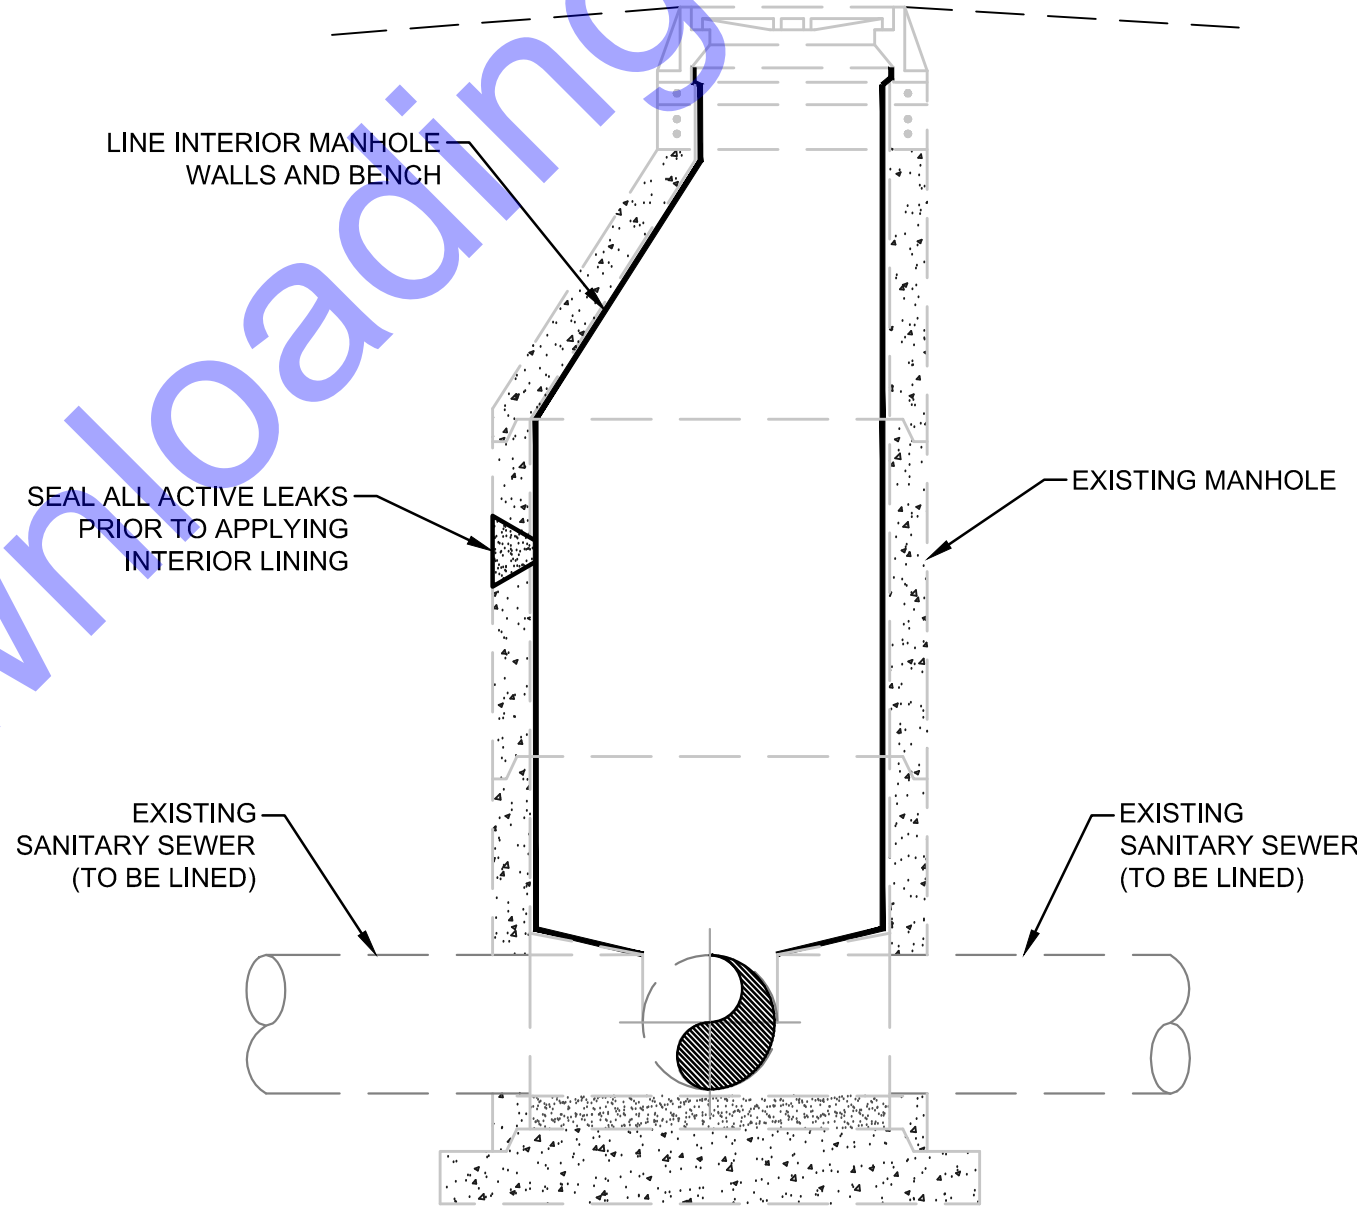 LINE INTERIOR MANHOLE
WALLS AND BENCH
SEAL ALL ACTIVE LEAKS
PRIOR TO APPLYING
INTERIOR LINING
EXISTING MANHOLE
EXISTING
SANITARY SEWER
(TO BE LINED)
EXISTING
SANITARY SEWER
(TO BE LINED)
wnloading